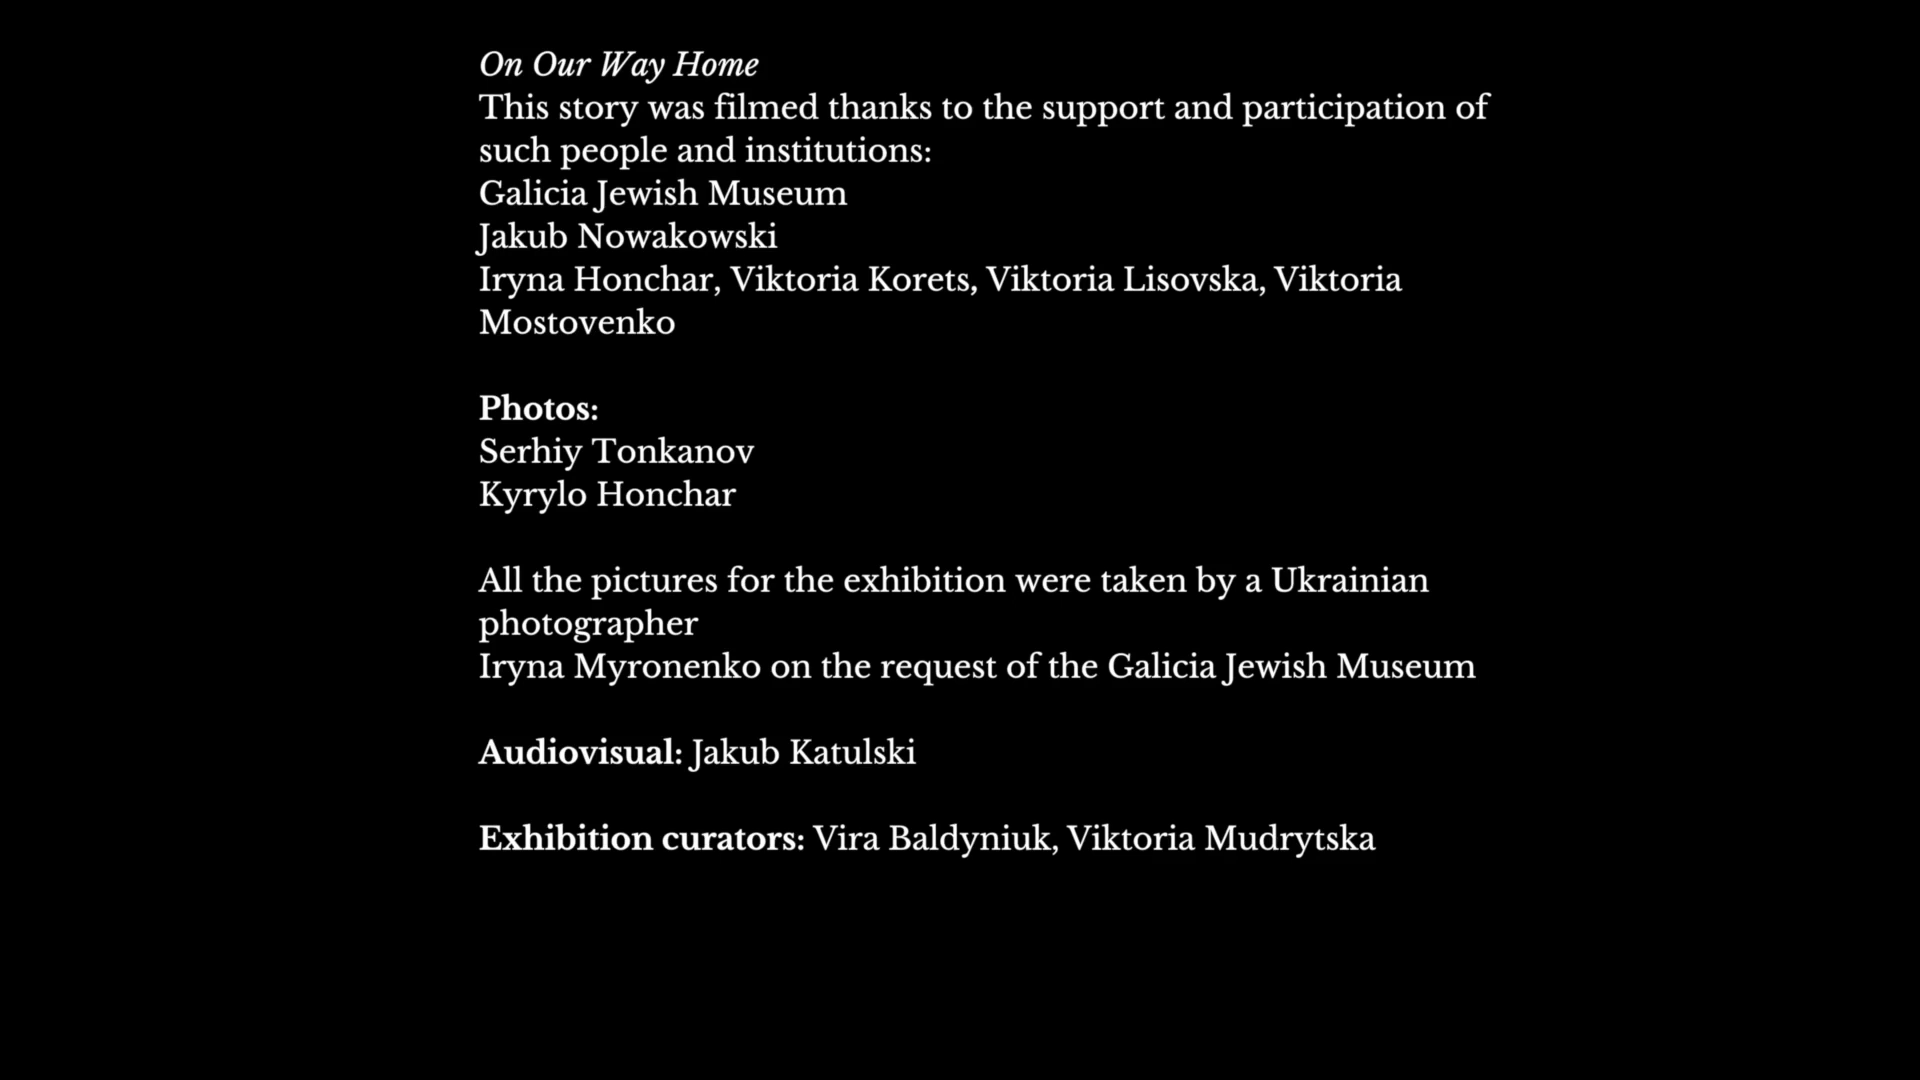 On Our Way Home
This story was filmed thanks to the support and participation of
such people and institutions:
Galicia Jewish Museum
Jakub Nowakowski
Iryna Honchar, Viktoria Korets, Viktoria Lisovska, Viktoria
Mostovenko
Photos:
Serhiy Tonkanov
Kyrylo Honchar
All the pictures for the exhibition were taken by a Ukrainian
photographer
Iryna Myronenko on the request of the Galicia Jewish Museum
Audiovisual: Jakub Katulski
Exhibition curators: Vira Baldyniuk, Viktoria Mudrytska